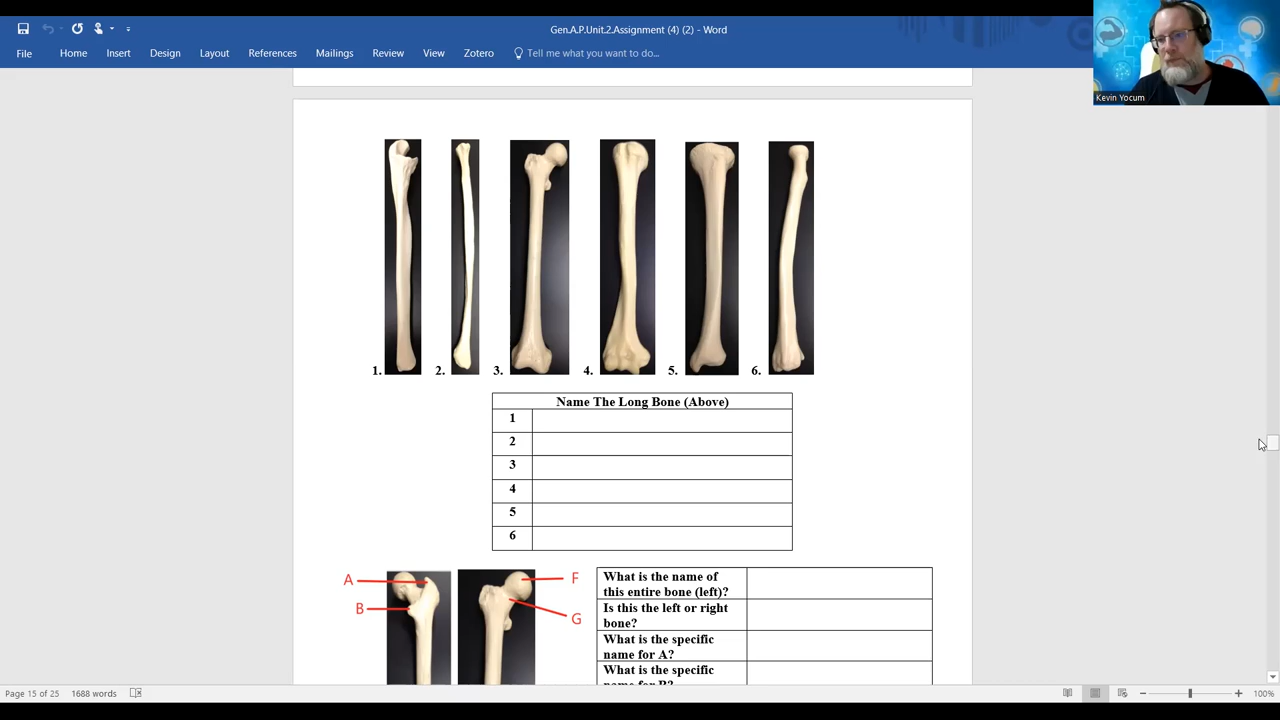 Gen.A.P.Unit.2.Assignment (4) (2) - Word
File Home Insert Design Layout References Mailings Review View Zotero Tell me what you want to do...
Kevin Yocum
1. 2. 3. 4. 5. 6.
Name The Long Bone (Above)
1
2
3
4
5
6
A
B
F
G
What is the name of
this entire bone (left)?
Is this the left or right
bone?
What is the specific
name for A?
What is the specific
name for B?
Page 15 of 25 1688 words 100%